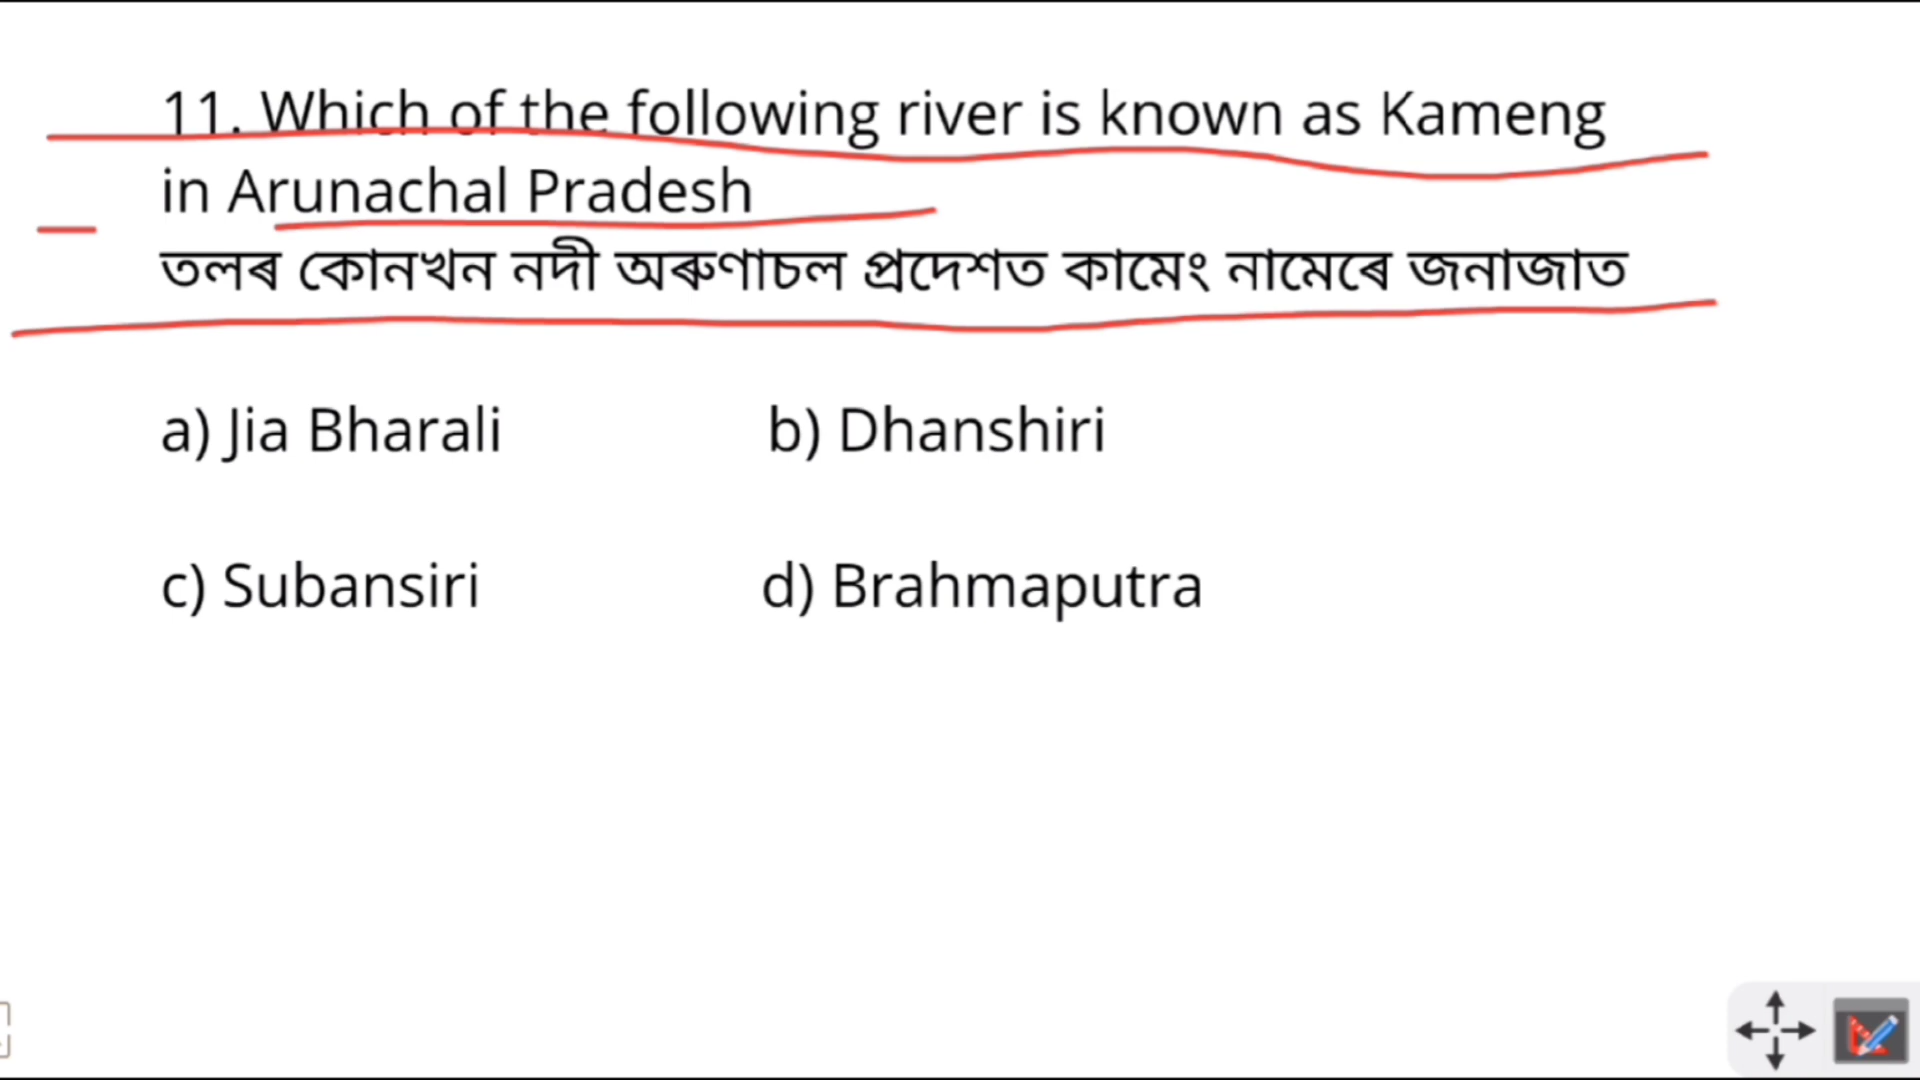 11. Which of the following river is known as Kameng
in Arunachal Pradesh
তলৰ কোনখন নদী অৰুণাচল প্ৰদেশত কামেং নামেৰে জনাজাত
a) Jia Bharali b) Dhanshiri
c) Subansiri d) Brahmaputra